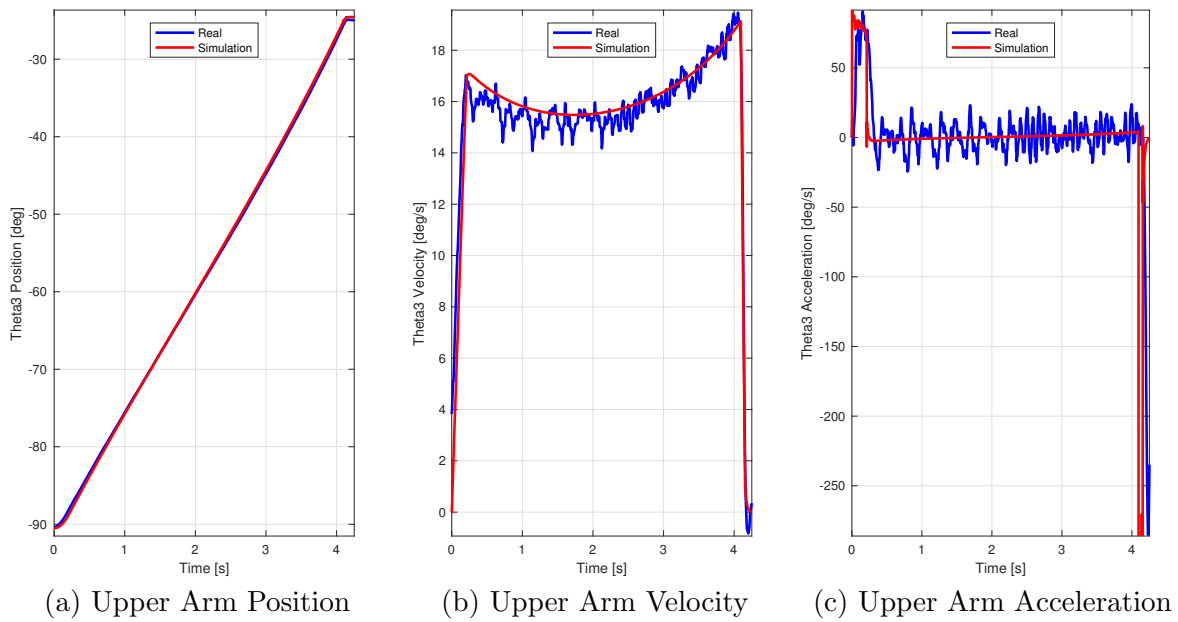 Real
Simulation
-30
-40
-50
-60
-70
-80
-90
0
1
2
3
4
Theta3 Position [deg]
Time [s]
(a) Upper Arm Position
Real
Simulation
18
16
14
12
10
8
6
4
2
0
0
1
2
3
4
Theta3 Velocity [deg/s]
Time [s]
(b) Upper Arm Velocity
Real
Simulation
50
0
-50
-100
-150
-200
-250
0
1
2
3
4
Theta3 Acceleration [deg/s]
Time [s]
(c) Upper Arm Acceleration